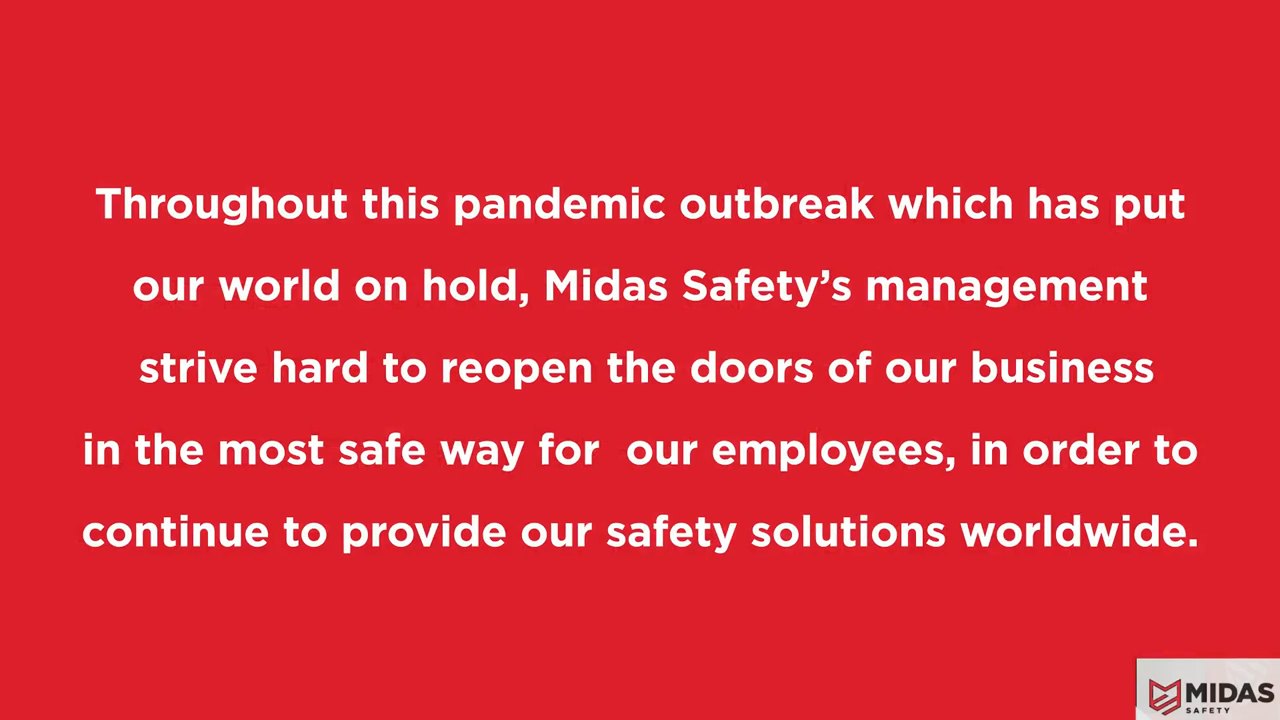 Throughout this pandemic outbreak which has put
our world on hold, Midas Safety’s management
strive hard to reopen the doors of our business
in the most safe way for  our employees, in order to
continue to provide our safety solutions worldwide.
MIDAS
SAFETY